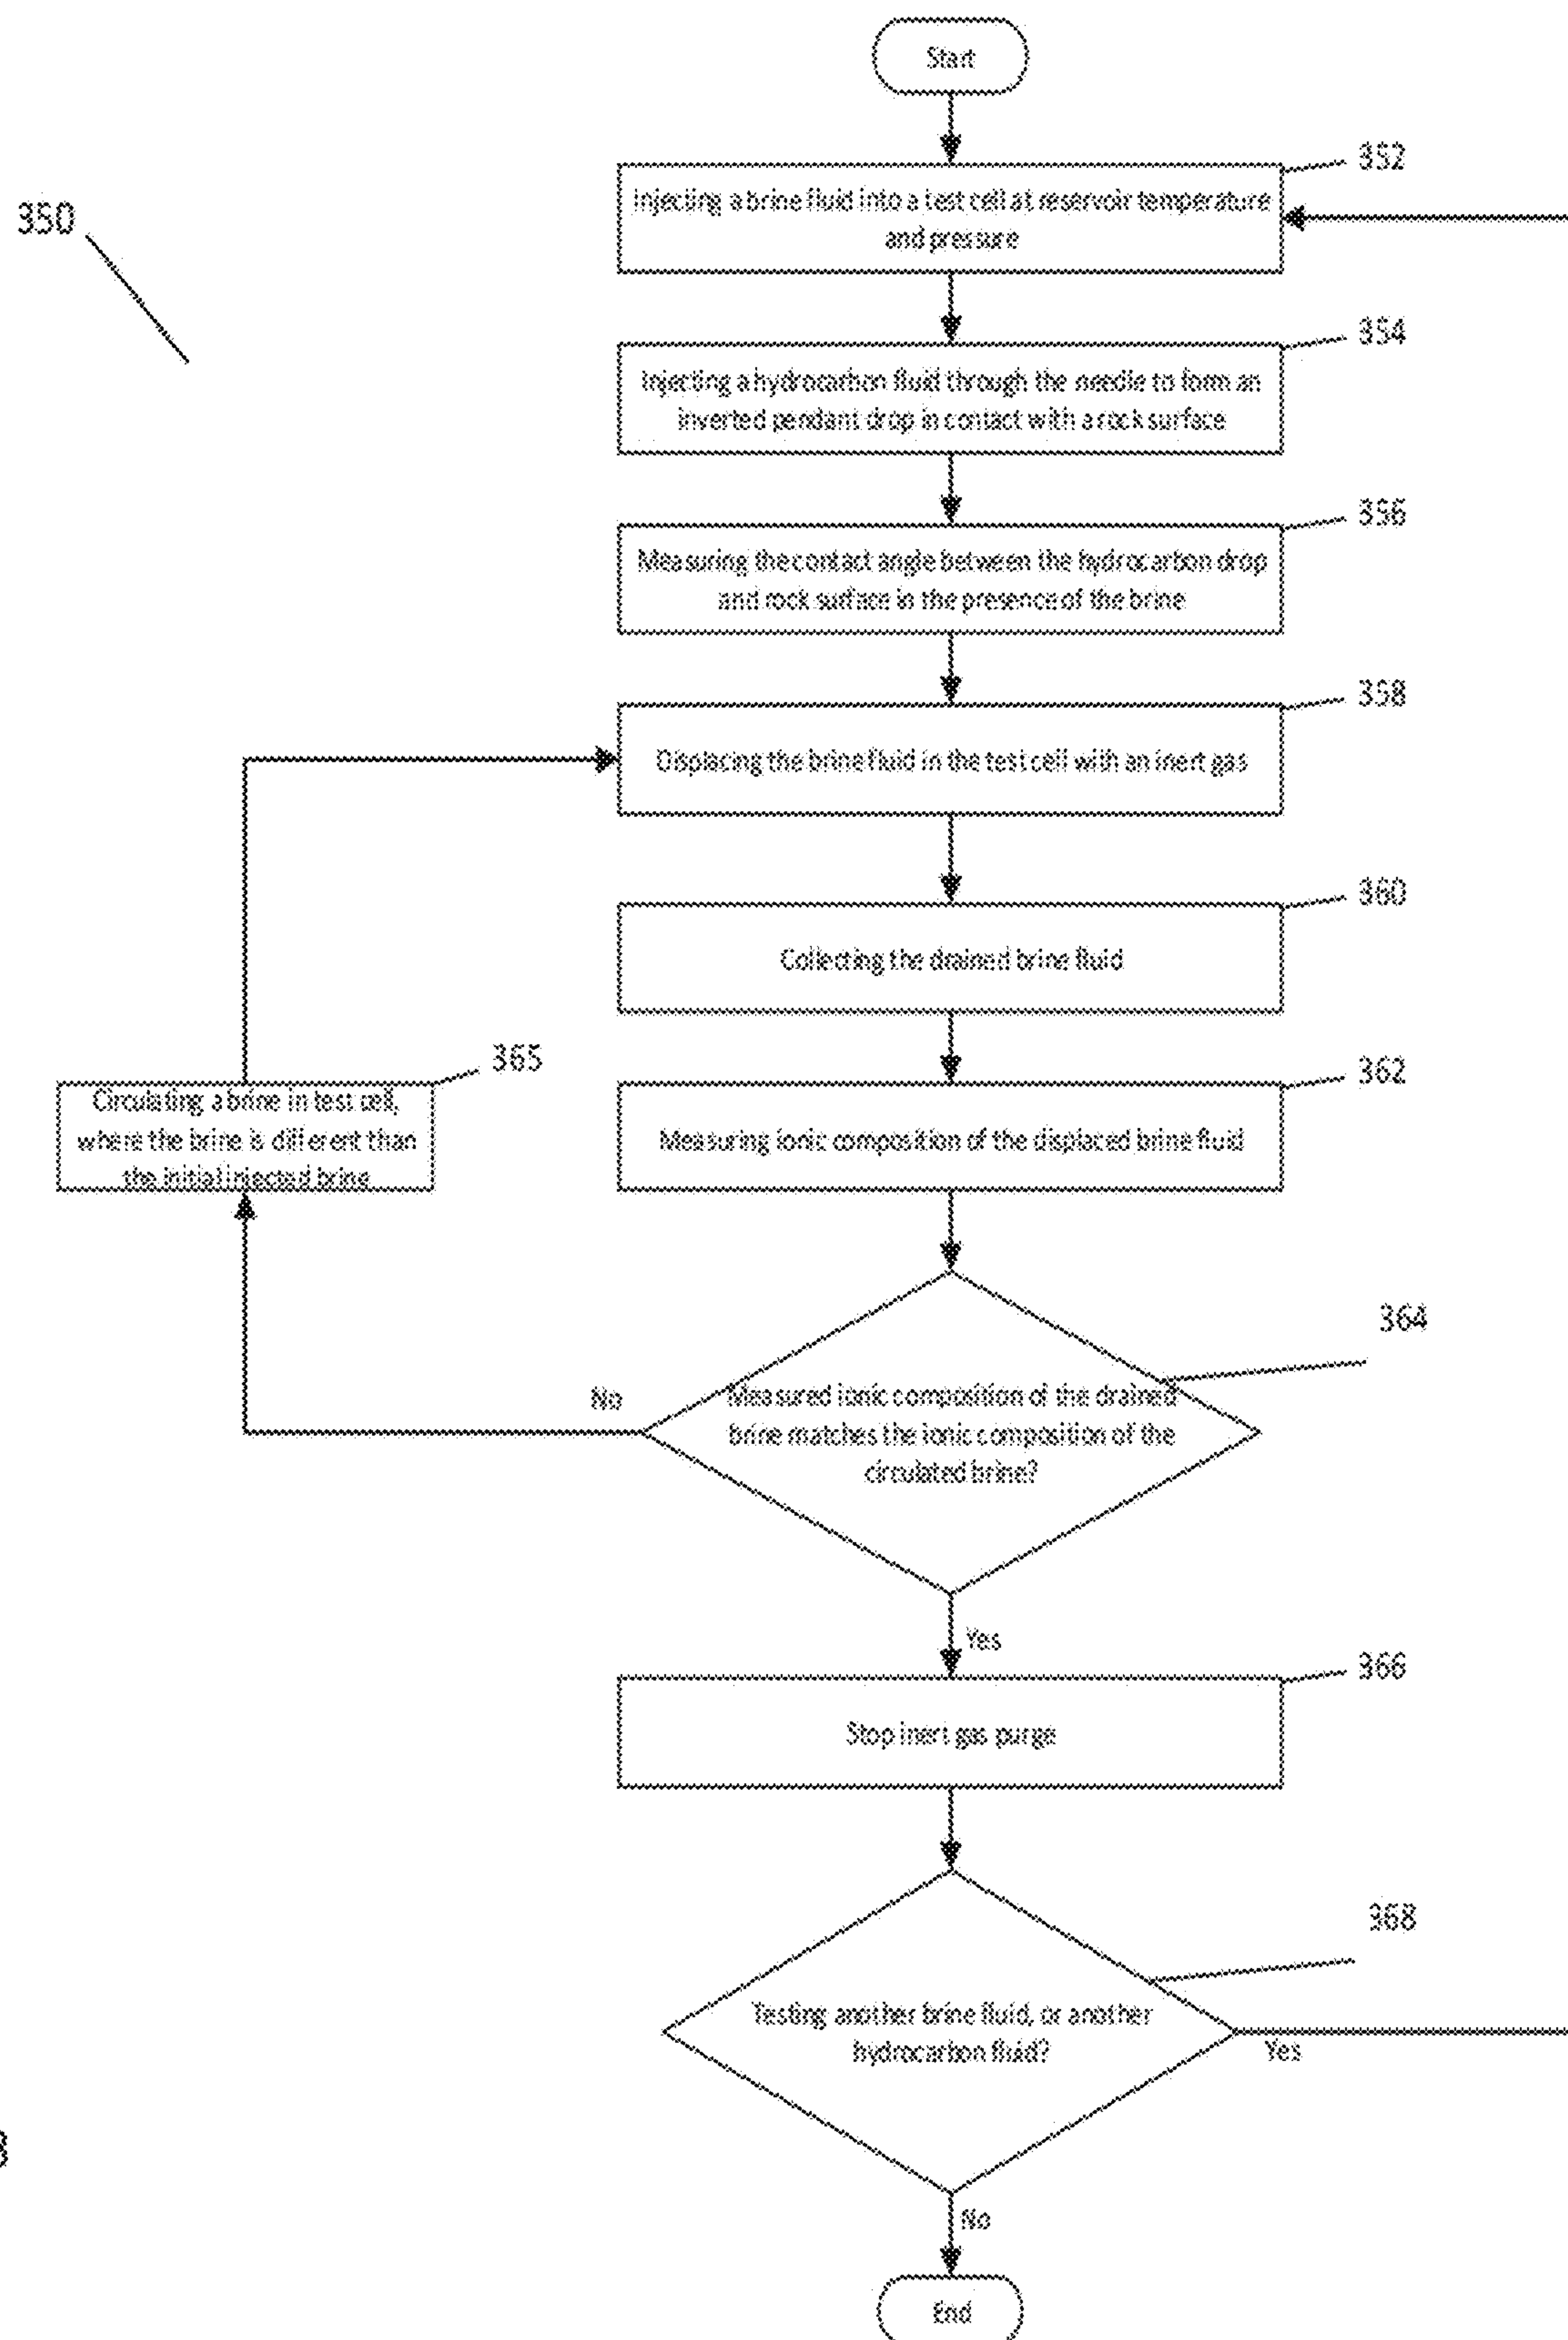 Start
352
Injecting a brine fluid into a test cell at reservoir temperature
and pressure
350
354
Injecting a hydrocarbon fluid through the needle to form an
inverted pendant drop in contact with a rock surface
356
Measuring the contact angle between the hydrocarbon drop
and rock surface in the presence of the brine
358
Displacing the brine fluid in the test cell with an inert gas
360
Collecting the drained brine fluid
365
Circulating a brine in test cell,
where the brine is different than
the initial injected brine
362
Measuring ionic composition of the displaced brine fluid
364
No
Measured ionic composition of the drained
brine matches the ionic composition of the
circulated brine?
Yes
366
Stop inert gas purge
368
Testing another brine fluid, or another
hydrocarbon fluid?
Yes
No
End